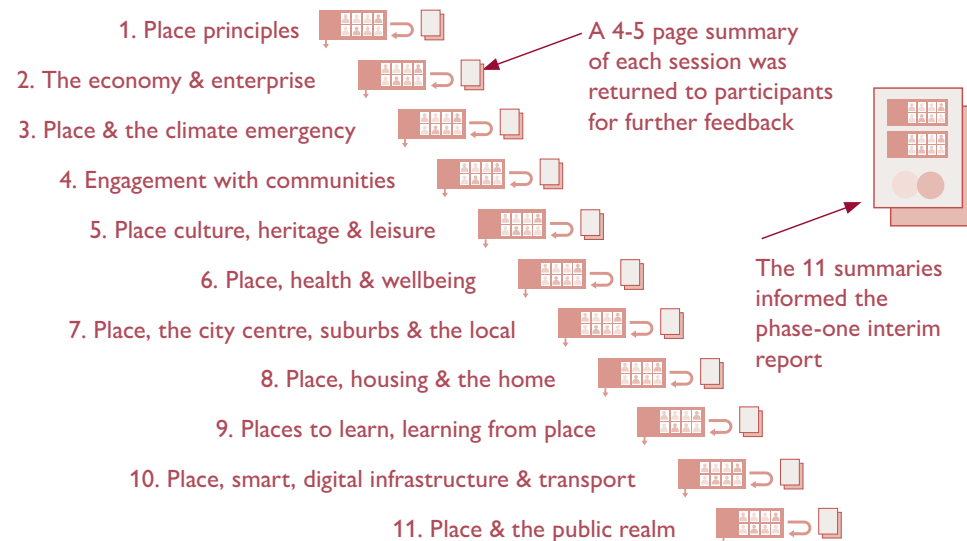 1. Place principles
2. The economy & enterprise
3. Place & the climate emergency
4. Engagement with communities
5. Place culture, heritage & leisure
6. Place, health & wellbeing
7. Place, the city centre, suburbs & the local
8. Place, housing & the home
9. Places to learn, learning from place
10. Place, smart, digital infrastructure & transport
11. Place & the public realm
A 4-5 page summary
of each session was
returned to participants
for further feedback
The 11 summaries
informed the
phase-one interim
report